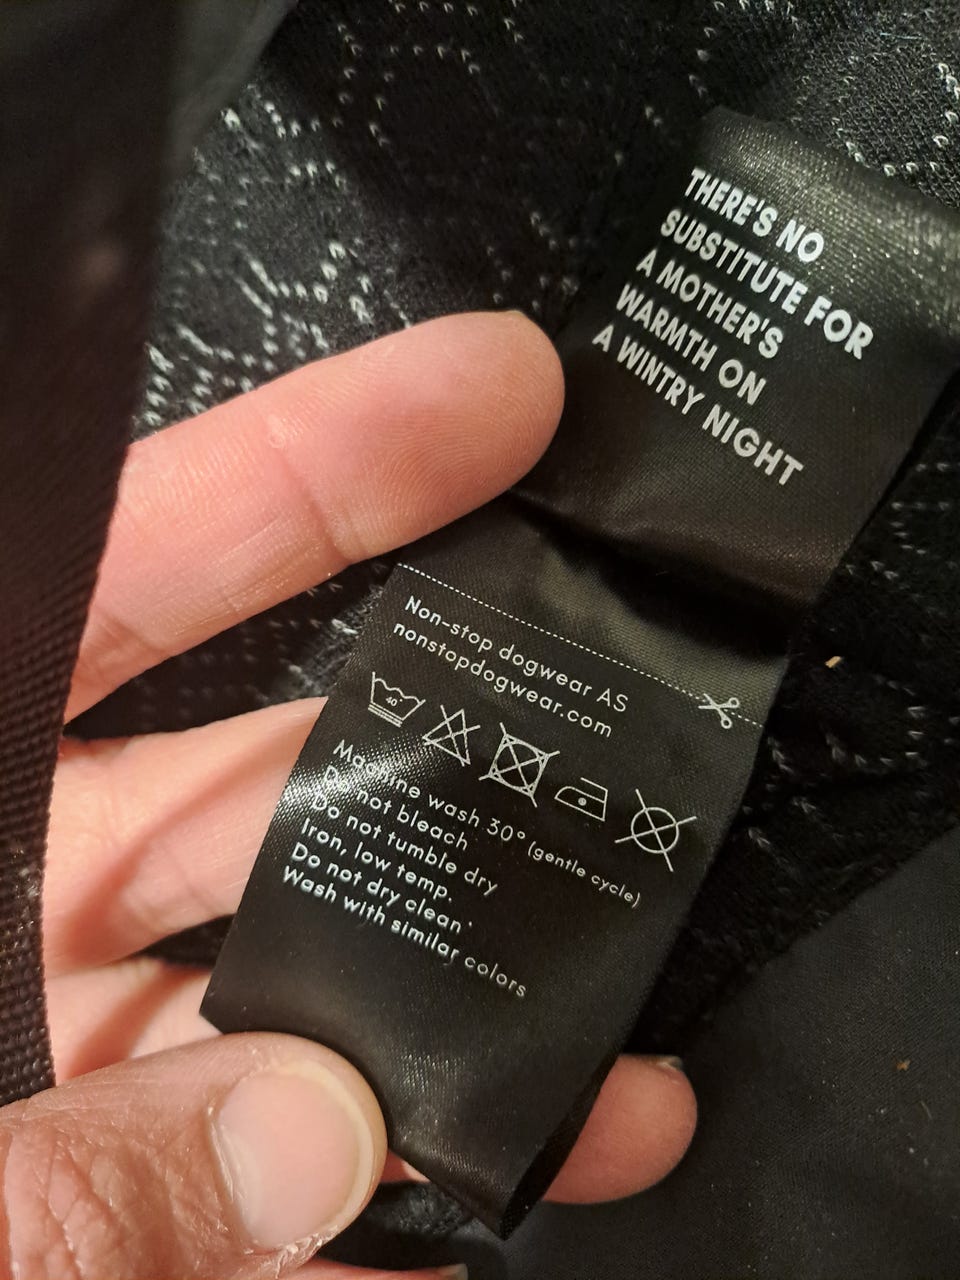 THERE'S NO
SUBSTITUTE FOR
A MOTHER'S
WARMTH ON
A WINTRY NIGHT
Non-stop dogwear AS
nonstopdogwear.com
40°
Machine wash 30° (gentle cycle)
Do not bleach
Do not tumble dry
Iron, low temp.
Do not dry clean
Wash with similar colors